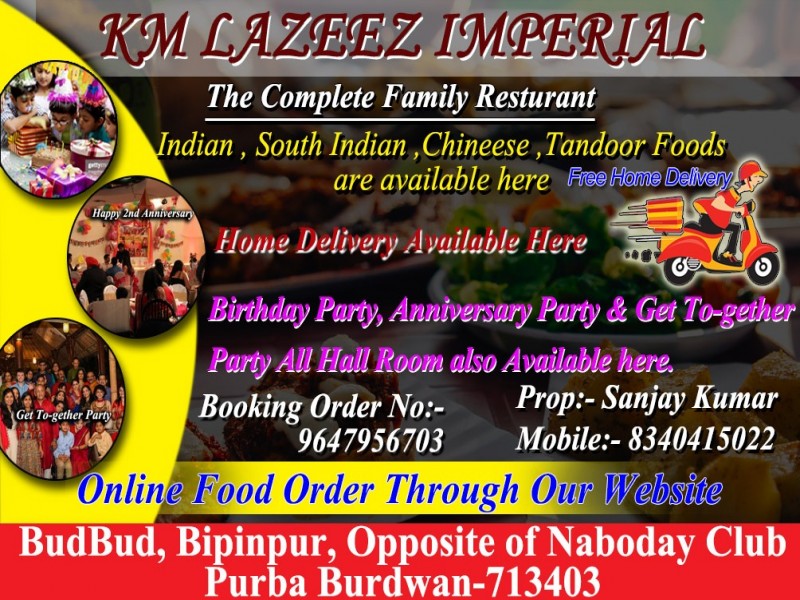 KM LAZEEZ IMPERIAL
The Complete Family Resturant
Indian , South Indian ,Chineese ,Tandoor Foods
are available here
Free Home Delivery
Happy 2nd Anniversary
Home Delivery Available Here
Birthday Party, Anniversary Party & Get To-gether
Party All Hall Room also Available here.
Get To-gether Party
Booking Order No:-
9647956703
Prop:- Sanjay Kumar
Mobile:- 8340415022
Online Food Order Through Our Website
BudBud, Bipinpur, Opposite of Naboday Club
Purba Burdwan-713403